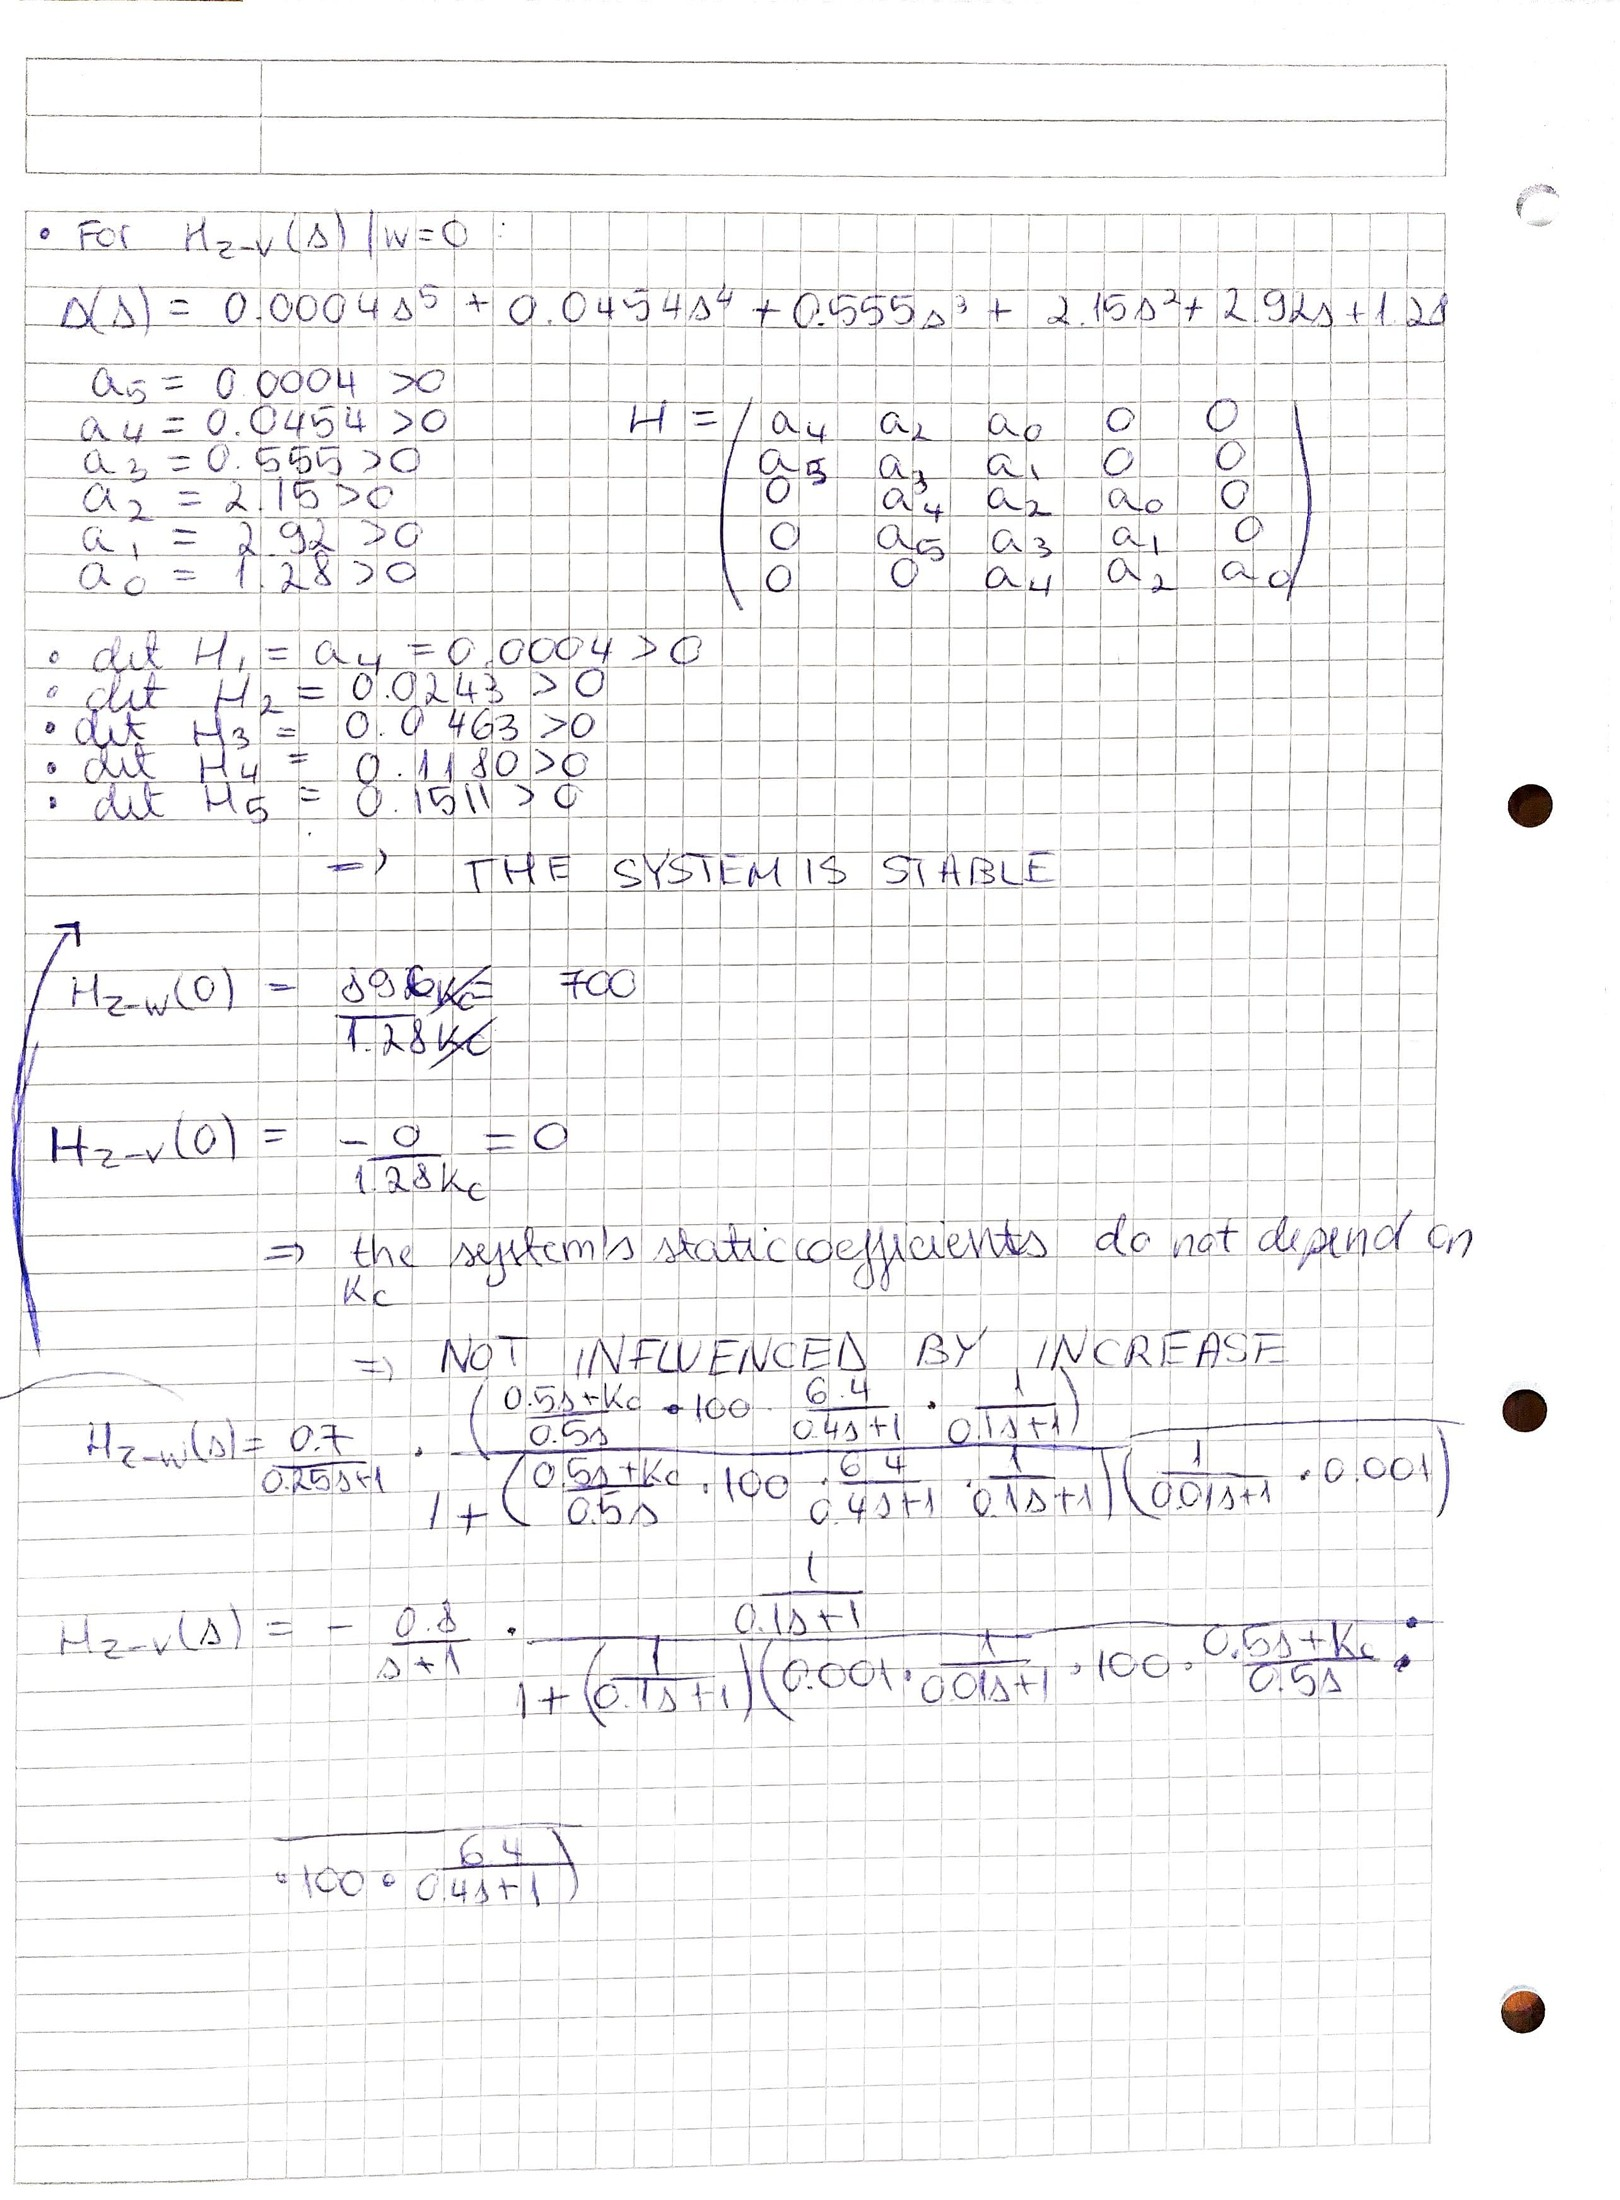 • For H_{z-v}(s) | w=0 :
Δ(s) = 0.0004s⁵ + 0.0454s⁴ + 0.555s³ + 2.15s² + 2.92s + 1.28
a₅ = 0.0004 >0
a₄ = 0.0454 >0
a₃ = 0.555 >0
a₂ = 2.15 >0
a₁ = 2.92 >0
a₀ = 1.28 >0
H = ( a₄ a₂ a₀ 0 0
a₅ a₃ a₁ 0 0
0 a₄ a₂ a₀ 0
0 a₅ a₃ a₁ 0
0 0 a₄ a₂ a₀ )
• det H₁ = a₄ = 0.0004 > 0
• det H₂ = 0.0243 > 0
• det H₃ = 0.0463 >0
• det H₄ = 0.1180 >0
• det H₅ = 0.1511 > 0
=> THE SYSTEM IS STABLE
H_{z-w}(0) = 896Kc / 1.28Kc = 700
H_{z-v}(0) = - 0 / 1.28Kc = 0
=> the system's static coefficients do not depend on
Kc
=> NOT INFLUENCED BY INCREASE
H_{z-w}(s) = 0.7/(0.25s+1) · ((0.5s+Kc)/0.5s · 100 · 6.4/(0.4s+1) · 1/(0.1s+1)) / (1 + ((0.5s+Kc)/0.5s · 100 · 6.4/(0.4s+1) · 1/(0.1s+1)) (1/(0.01s+1) · 0.001))
H_{z-v}(s) = - 0.8/(s+1) · (1/(0.1s+1)) / (1 + (1/(0.1s+1)) (0.001 · 1/(0.01s+1) · 100 · (0.5s+Kc)/0.5s :
· 100 · 6.4/(0.4s+1))